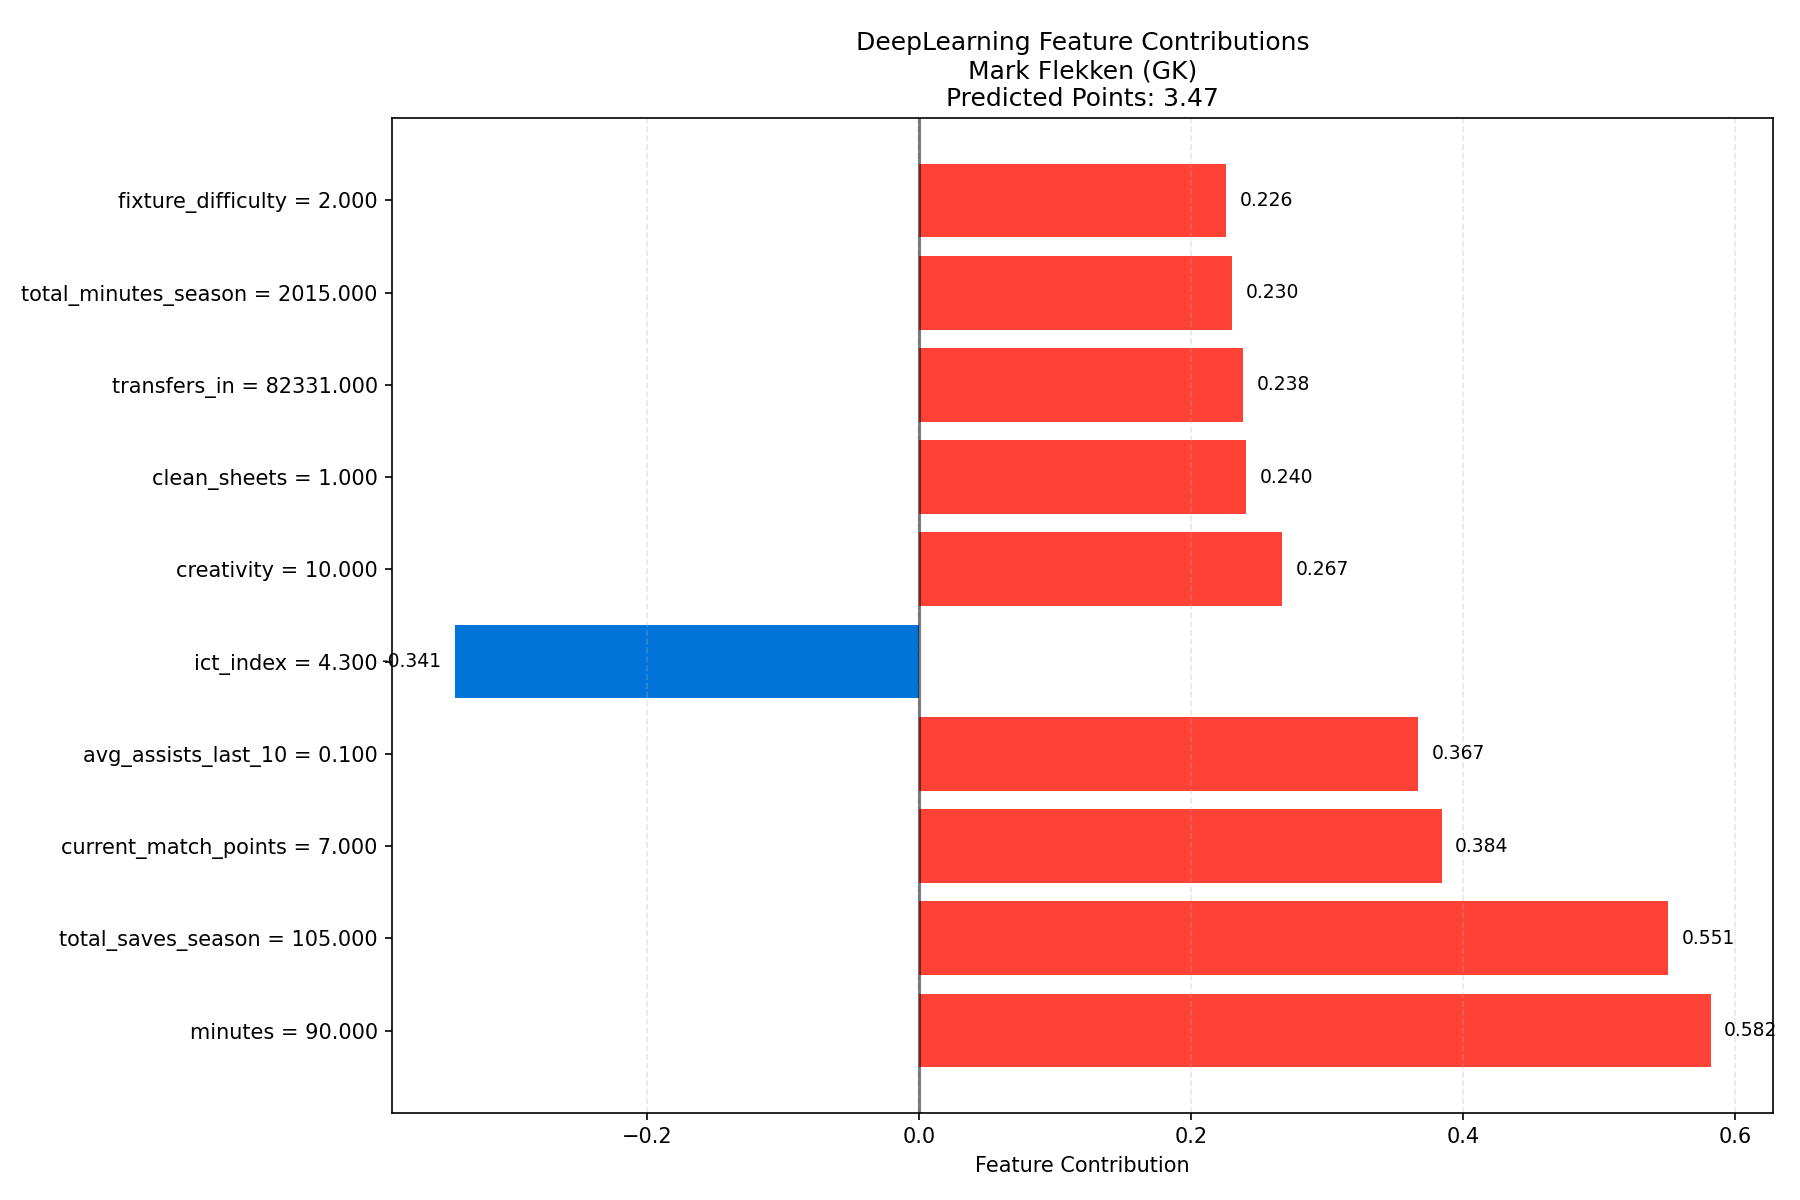 DeepLearning Feature Contributions
Mark Flekken (GK)
Predicted Points: 3.47
fixture_difficulty = 2.000
0.226
total_minutes_season = 2015.000
0.230
transfers_in = 82331.000
0.238
clean_sheets = 1.000
0.240
creativity = 10.000
0.267
ict_index = 4.300
-0.341
avg_assists_last_10 = 0.100
0.367
current_match_points = 7.000
0.384
total_saves_season = 105.000
0.551
minutes = 90.000
0.582
−0.2 0.0 0.2 0.4 0.6
Feature Contribution